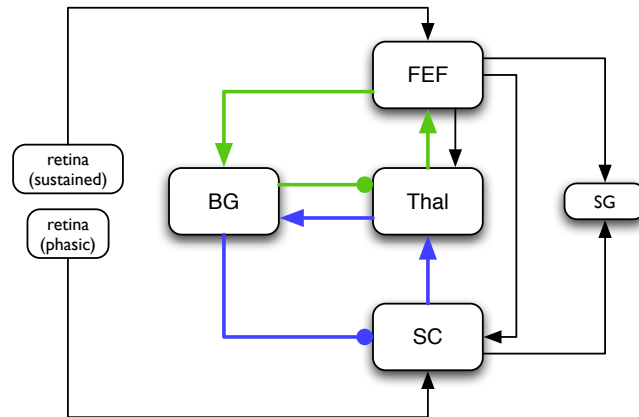 FEF
retina
(sustained)
BG
Thal
SG
retina
(phasic)
SC